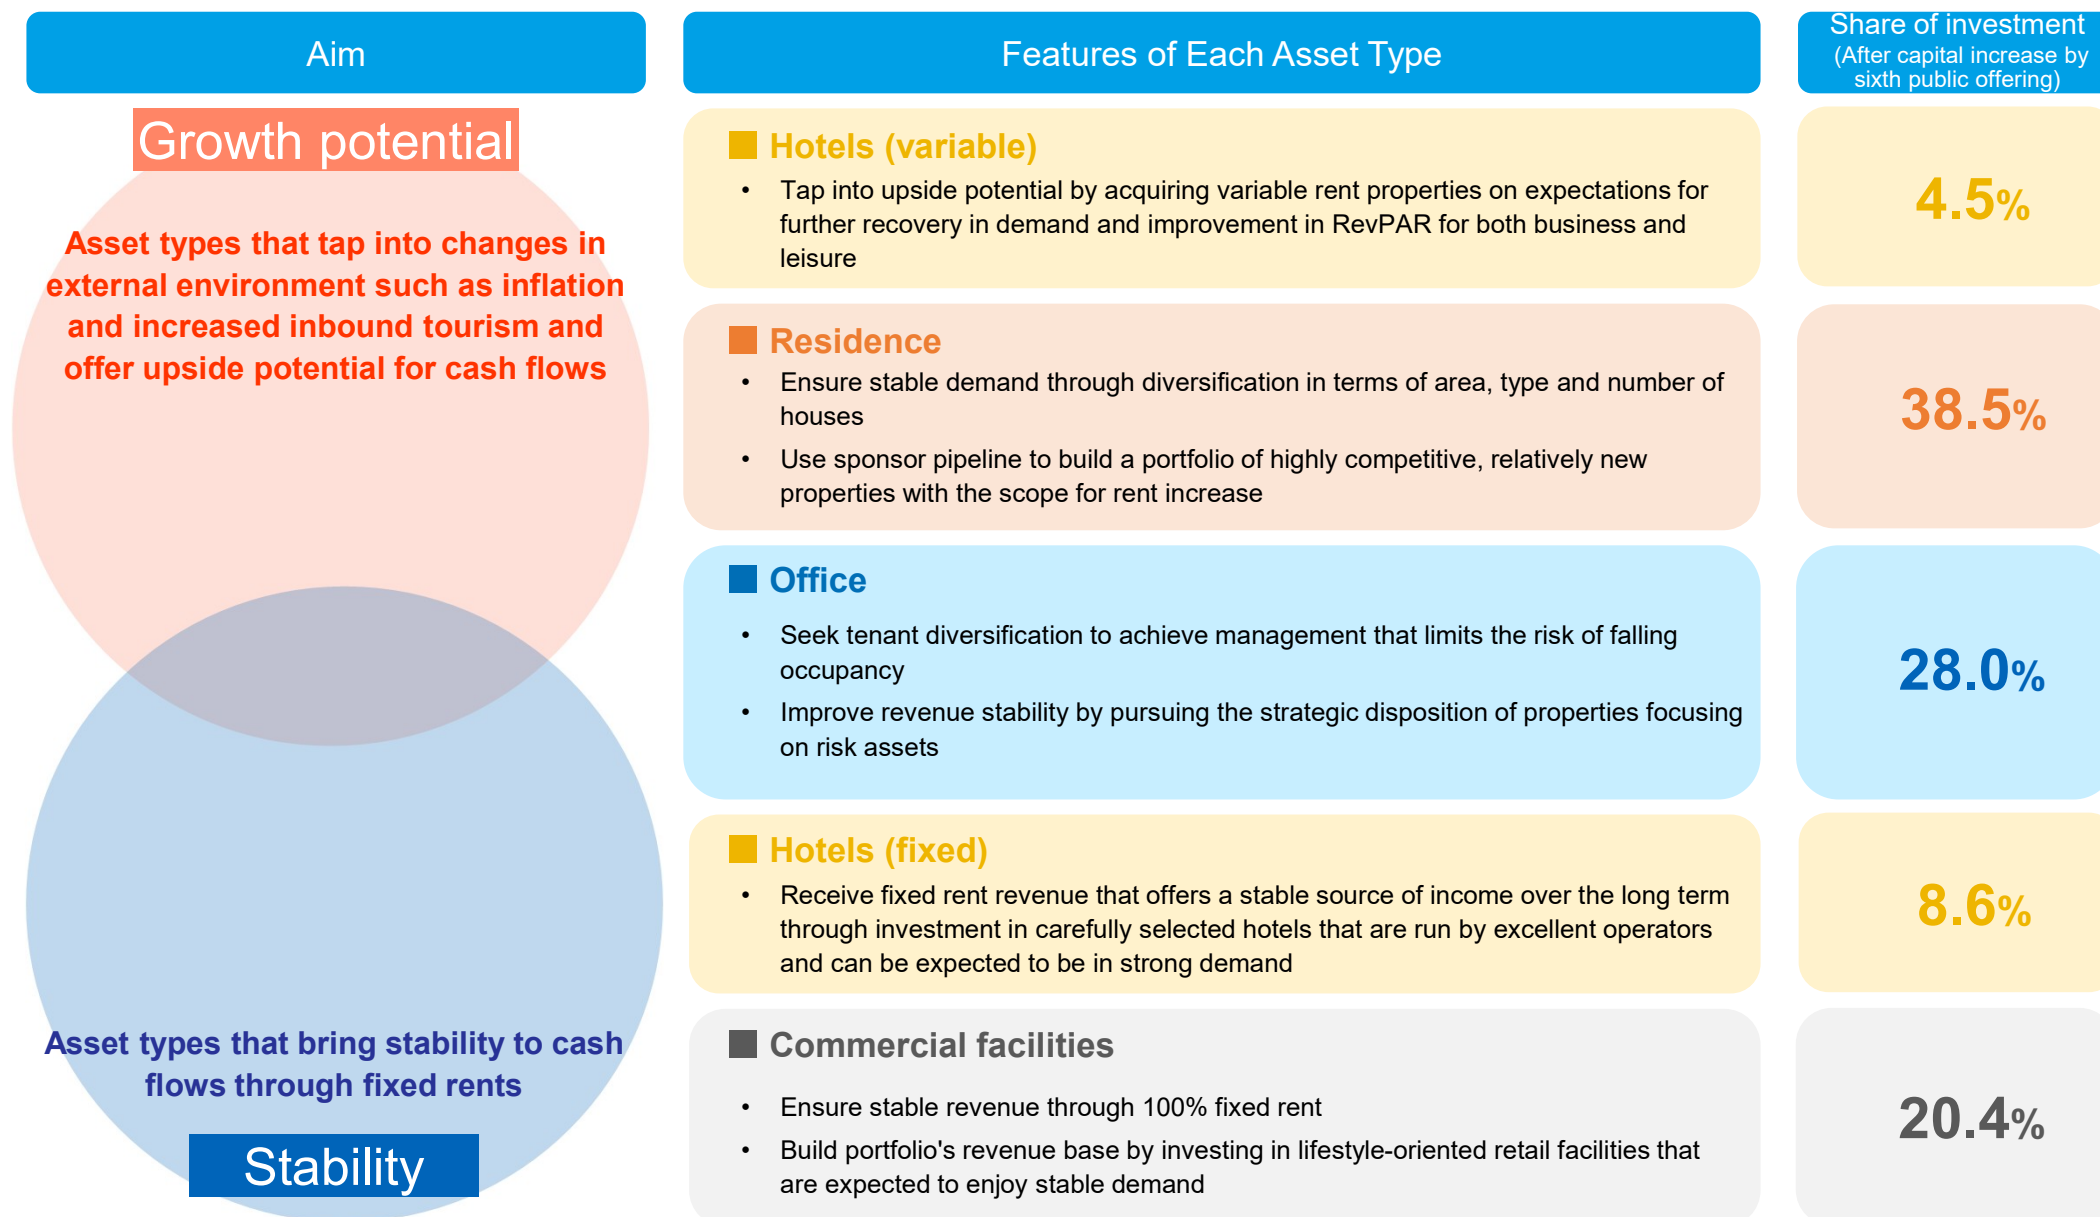 Aim
Growth potential
Asset types that tap into changes in
external environment such as inflation
and increased inbound tourism and
offer upside potential for cash flows
Asset types that bring stability to cash
flows through fixed rents
Stability
Features of Each Asset Type
Share of investment
(After capital increase by
sixth public offering)
Hotels (variable)
• Tap into upside potential by acquiring variable rent properties on expectations for
further recovery in demand and improvement in RevPAR for both business and
leisure
4.5%
Residence
• Ensure stable demand through diversification in terms of area, type and number of
houses
• Use sponsor pipeline to build a portfolio of highly competitive, relatively new
properties with the scope for rent increase
38.5%
Office
• Seek tenant diversification to achieve management that limits the risk of falling
occupancy
• Improve revenue stability by pursuing the strategic disposition of properties focusing
on risk assets
28.0%
Hotels (fixed)
• Receive fixed rent revenue that offers a stable source of income over the long term
through investment in carefully selected hotels that are run by excellent operators
and can be expected to be in strong demand
8.6%
Commercial facilities
• Ensure stable revenue through 100% fixed rent
• Build portfolio's revenue base by investing in lifestyle-oriented retail facilities that
are expected to enjoy stable demand
20.4%